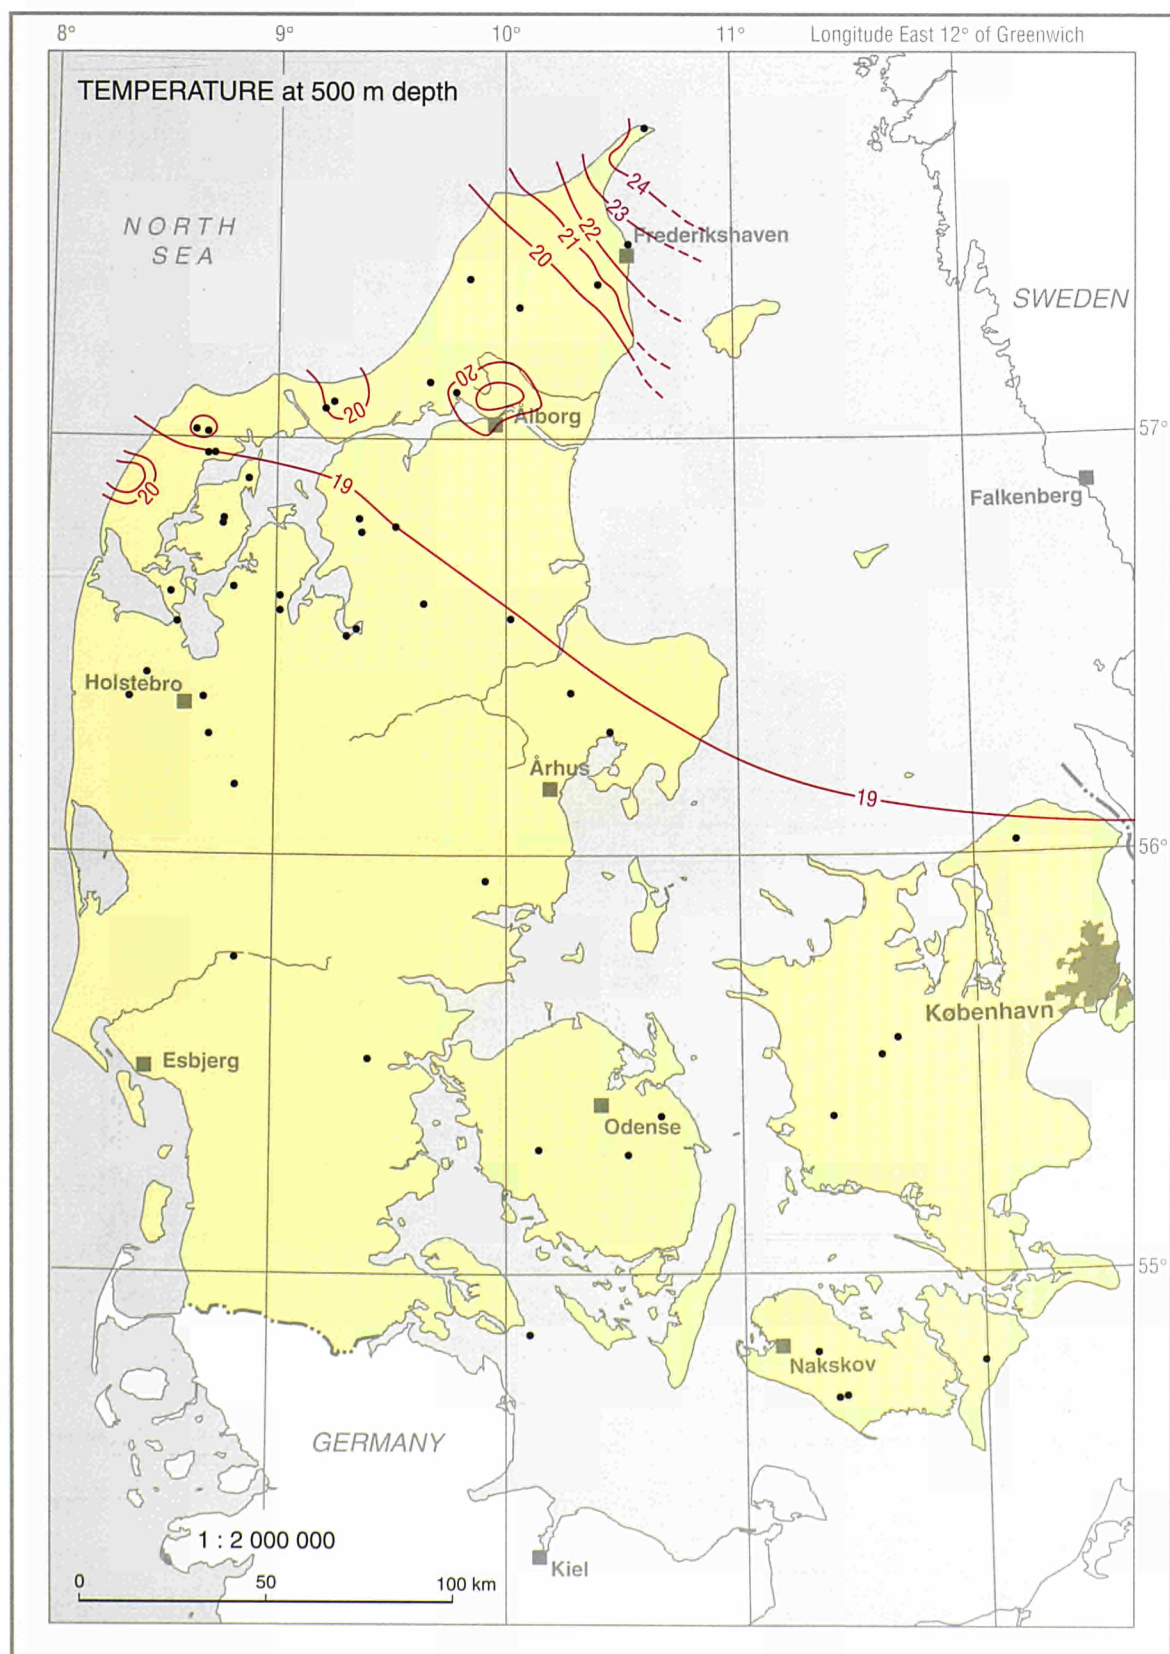 8° 9° 10° 11° Longitude East 12° of Greenwich
TEMPERATURE at 500 m depth
NORTH
SEA
24
23
22
21
20
Frederikshaven
SWEDEN
20
20
Ålborg
57°
20
19
Falkenberg
Holstebro
Århus
19
56°
København
Esbjerg
Odense
55°
Nakskov
GERMANY
1 : 2 000 000
Kiel
0 50 100 km